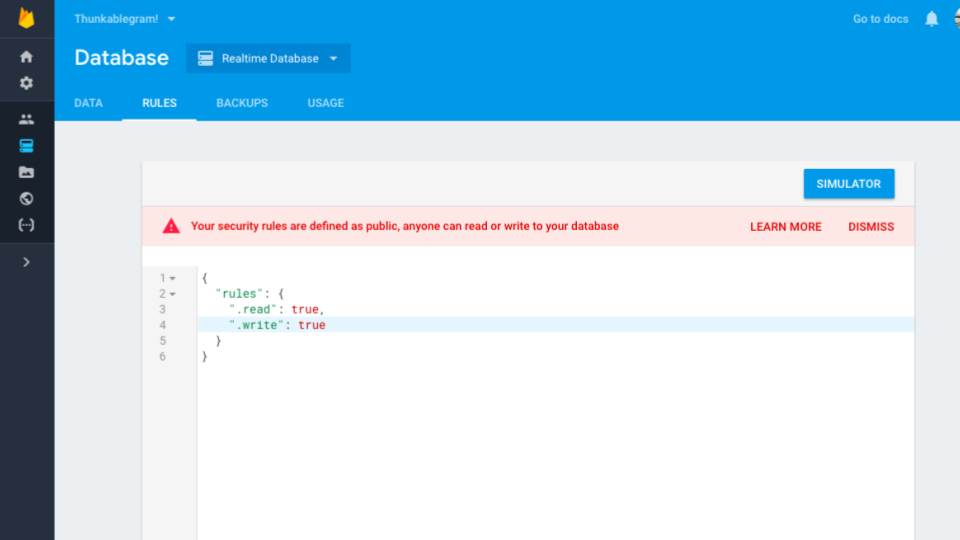 Thunkablegram!
Go to docs
Database
Realtime Database
DATA RULES BACKUPS USAGE
SIMULATOR
Your security rules are defined as public, anyone can read or write to your database LEARN MORE DISMISS
1 {
2 "rules": {
3 ".read": true,
4 ".write": true
5 }
6 }